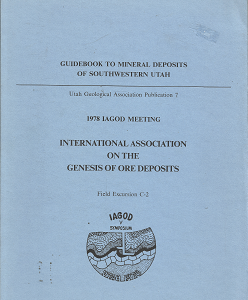 GUIDEBOOK TO MINERAL DEPOSITS
OF SOUTHWESTERN UTAH
Utah Geological Association Publication 7
1978 IAGOD MEETING
INTERNATIONAL ASSOCIATION
ON THE
GENESIS OF ORE DEPOSITS
Field Excursion C-2
IAGOD
SYMPOSIUM